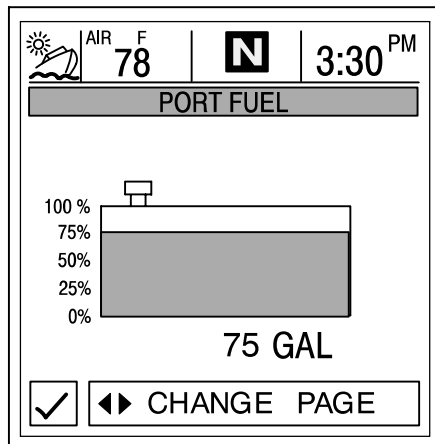 AIR F 78 N 3:30 PM
PORT FUEL
100 %
75%
50%
25%
0%
75 GAL
CHANGE PAGE